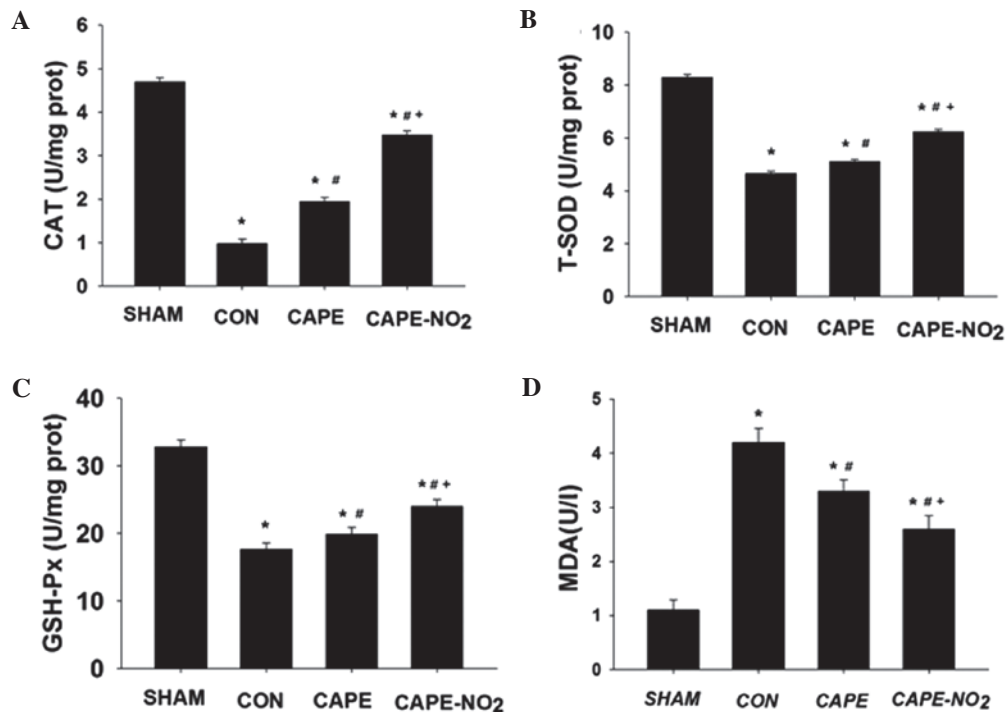 A
CAT (U/mg prot)
6
5
4
3
2
1
0
*
* #
* # +
SHAM CON CAPE CAPE-NO2
B
T-SOD (U/mg prot)
10
8
6
4
2
0
*
* #
* # +
SHAM CON CAPE CAPE-NO2
C
GSH-Px (U/mg prot)
40
30
20
10
0
*
* #
* # +
SHAM CON CAPE CAPE-NO2
D
MDA(U/l)
5
4
3
2
1
0
*
* #
* # +
SHAM CON CAPE CAPE-NO2